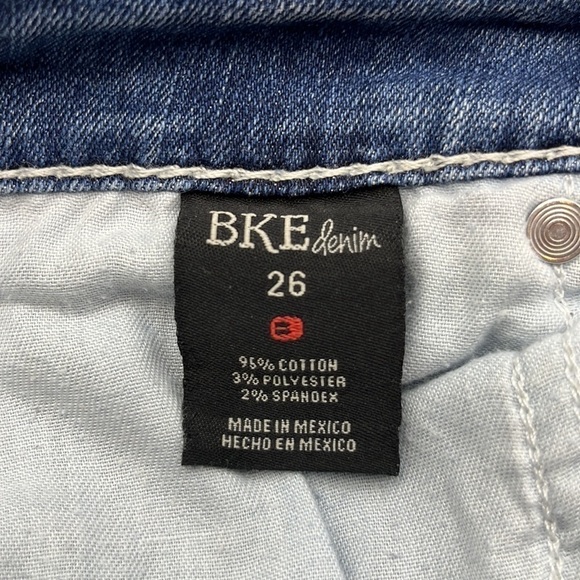 BKE denim
26
95% COTTON
3% POLYESTER
2% SPANDEX
MADE IN MEXICO
HECHO EN MEXICO